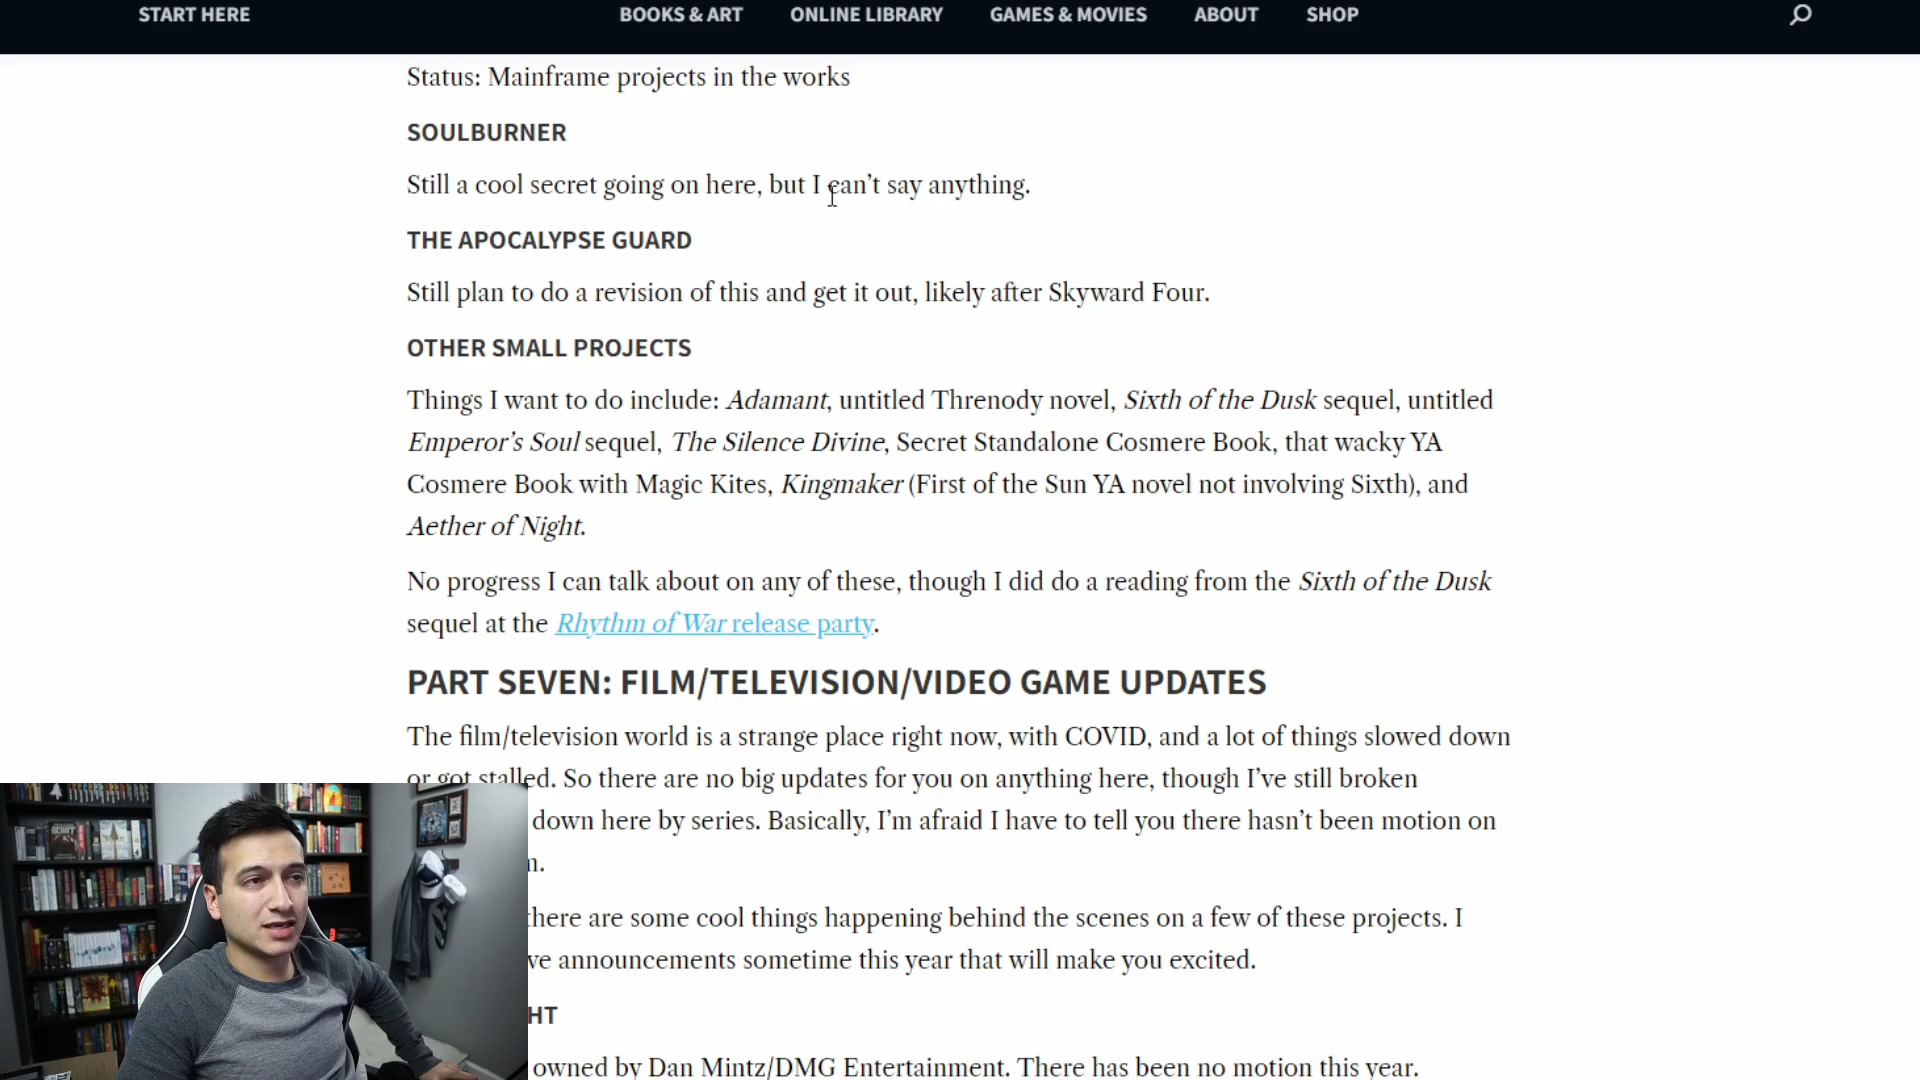 START HERE BOOKS & ART ONLINE LIBRARY GAMES & MOVIES ABOUT SHOP
Status: Mainframe projects in the works
SOULBURNER
Still a cool secret going on here, but I can't say anything.
THE APOCALYPSE GUARD
Still plan to do a revision of this and get it out, likely after Skyward Four.
OTHER SMALL PROJECTS
Things I want to do include: Adamant, untitled Threnody novel, Sixth of the Dusk sequel, untitled
Emperor's Soul sequel, The Silence Divine, Secret Standalone Cosmere Book, that wacky YA
Cosmere Book with Magic Kites, Kingmaker (First of the Sun YA novel not involving Sixth), and
Aether of Night.
No progress I can talk about on any of these, though I did do a reading from the Sixth of the Dusk
sequel at the Rhythm of War release party.
PART SEVEN: FILM/TELEVISION/VIDEO GAME UPDATES
The film/television world is a strange place right now, with COVID, and a lot of things slowed down
or got stalled. So there are no big updates for you on anything here, though I've still broken
down here by series. Basically, I'm afraid I have to tell you there hasn't been motion on
there are some cool things happening behind the scenes on a few of these projects. I
ve announcements sometime this year that will make you excited.
HT
owned by Dan Mintz/DMG Entertainment. There has been no motion this year.